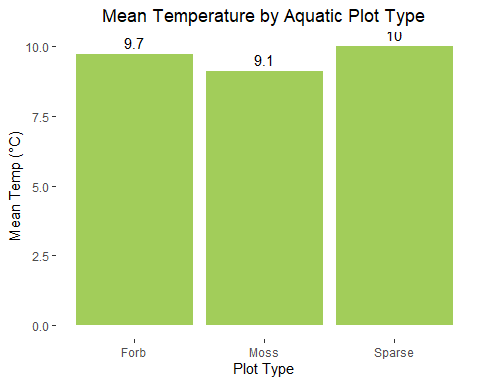 Mean Temperature by Aquatic Plot Type
10.0
7.5
5.0
2.5
0.0
Mean Temp (°C)
9.7
9.1
10
Forb
Moss
Sparse
Plot Type